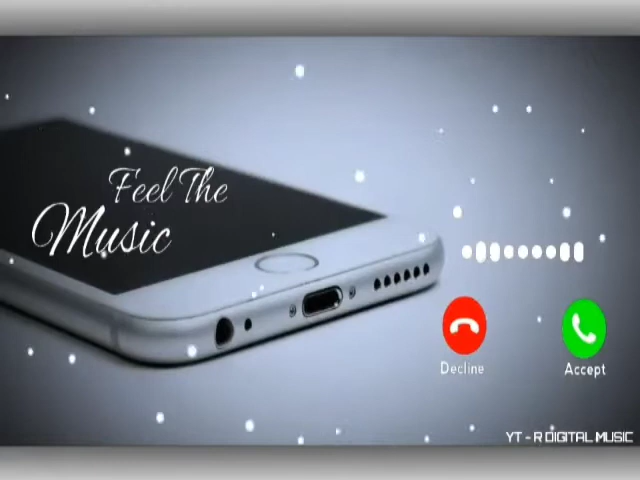 Feel The
Music
Decline
Accept
YT - R DIGITAL MUSIC